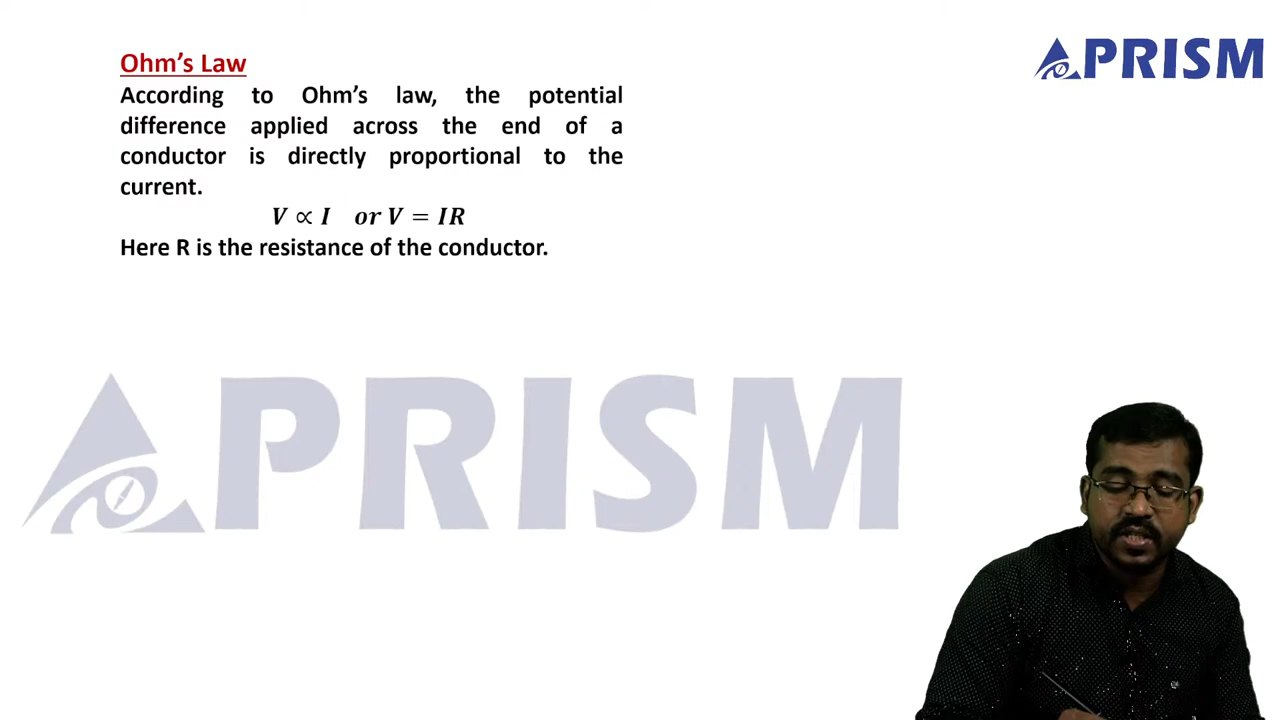 Ohm’s Law
PRISM
According to Ohm’s law, the potential
difference applied across the end of a
conductor is directly proportional to the
current.
V ∝ I or V = IR
Here R is the resistance of the conductor.
PRISM